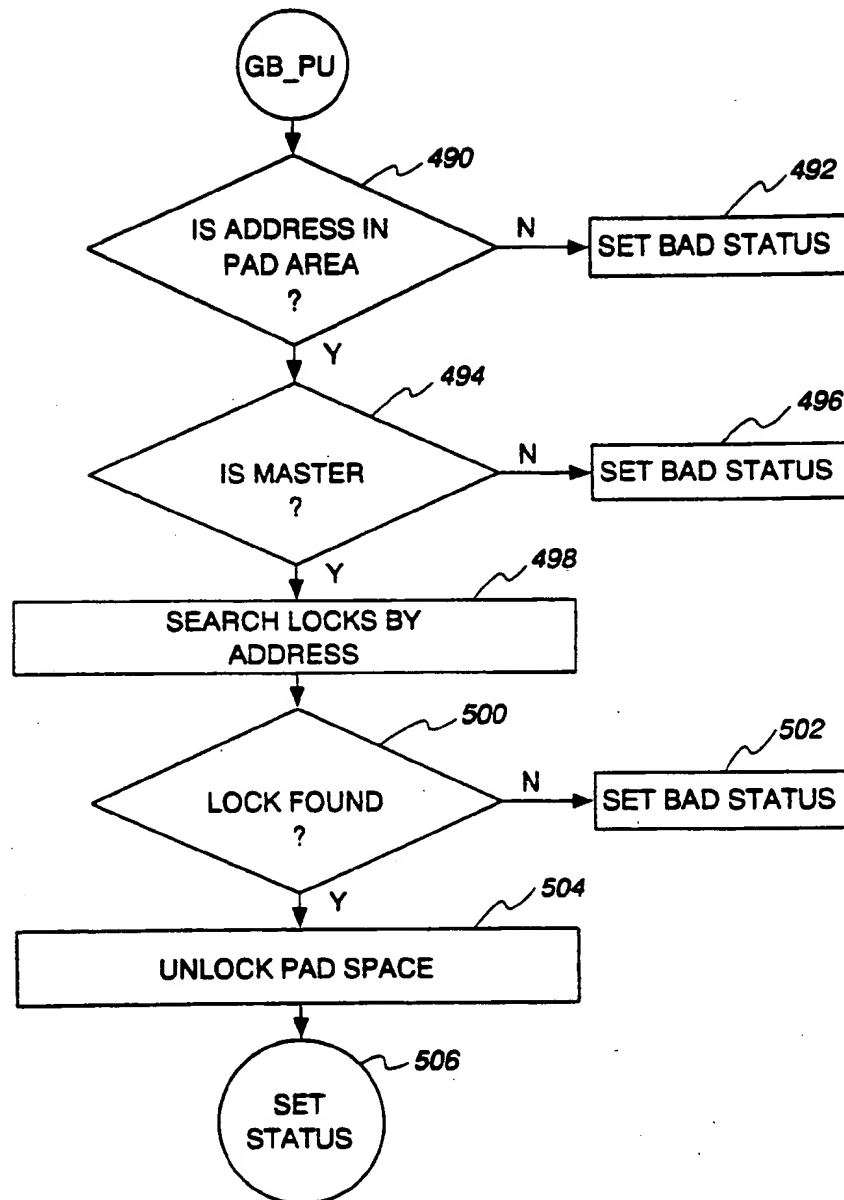 GB_PU
490
IS ADDRESS IN
PAD AREA
?
N
492
SET BAD STATUS
Y
494
IS MASTER
?
N
496
SET BAD STATUS
Y
498
SEARCH LOCKS BY
ADDRESS
500
LOCK FOUND
?
N
502
SET BAD STATUS
Y
504
UNLOCK PAD SPACE
506
SET
STATUS